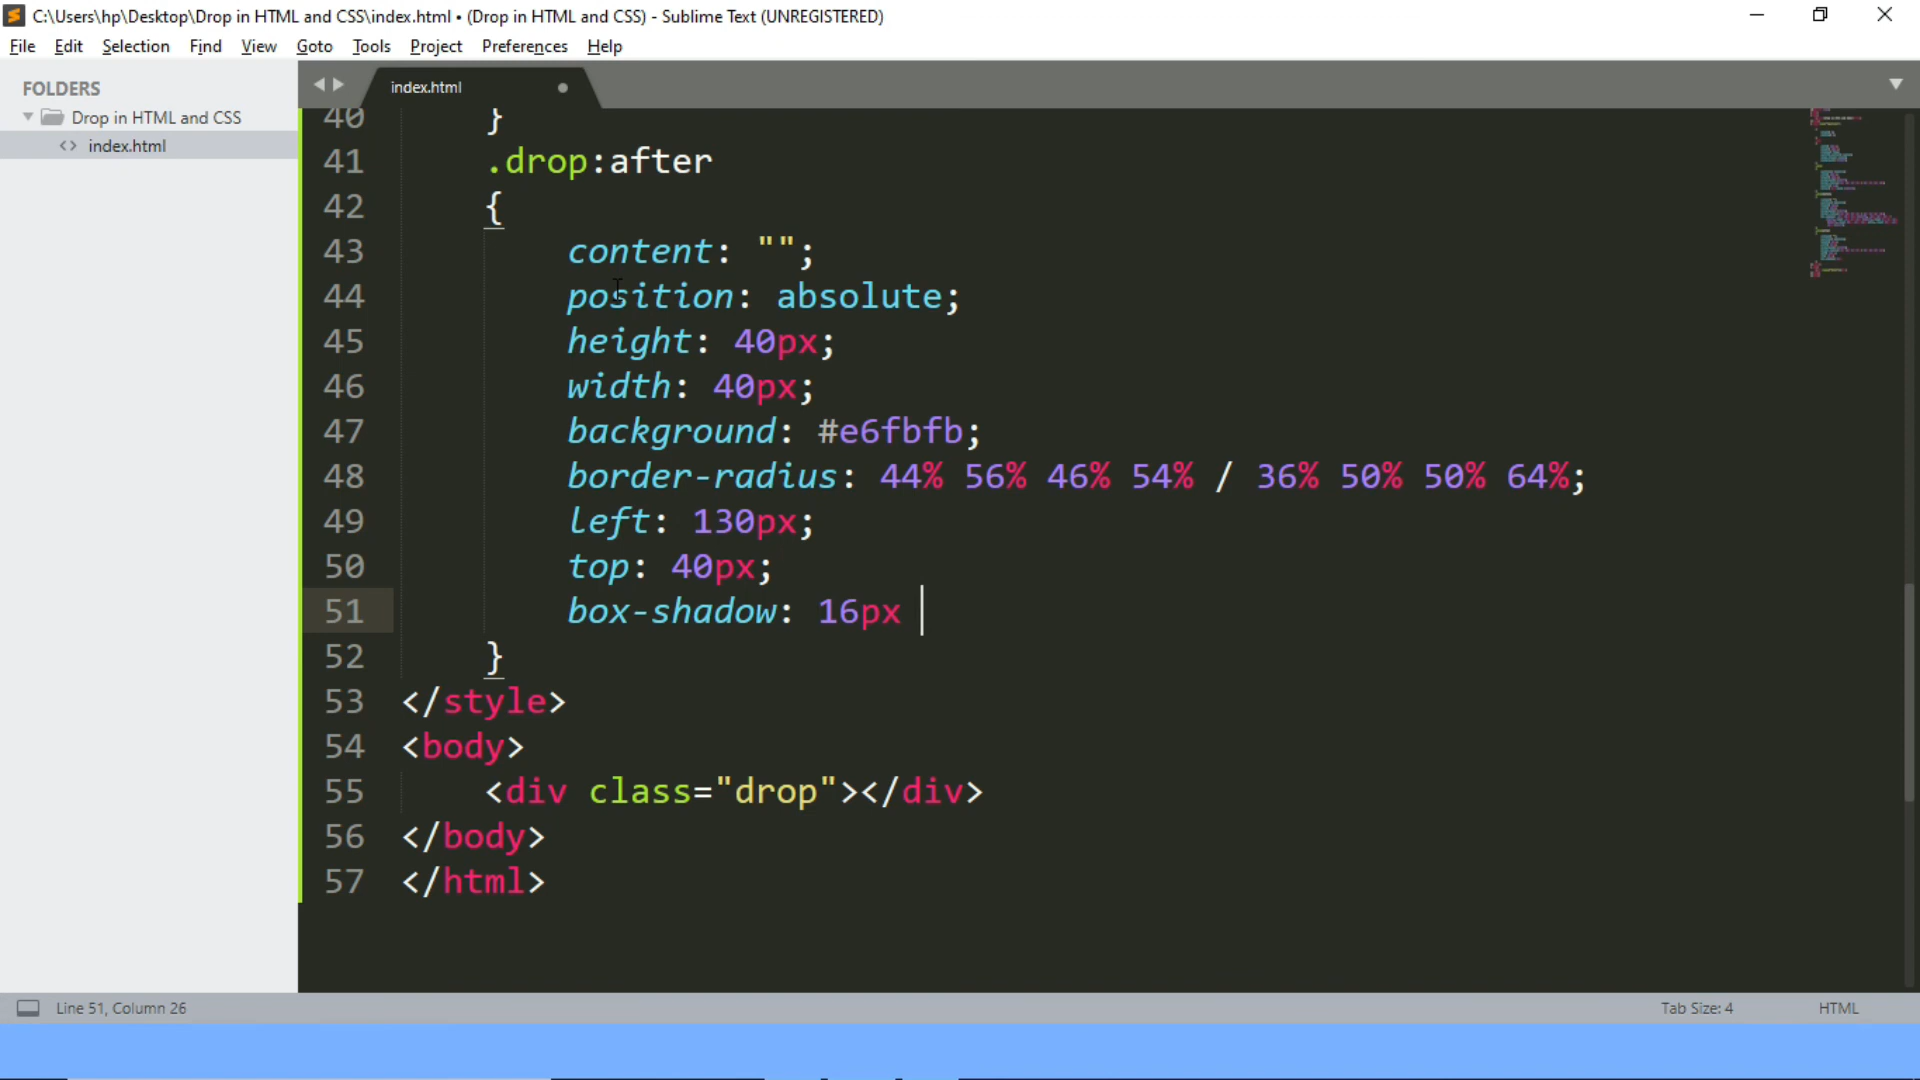 C:\Users\hp\Desktop\Drop in HTML and CSS\index.html • (Drop in HTML and CSS) - Sublime Text (UNREGISTERED)
File Edit Selection Find View Goto Tools Project Preferences Help
FOLDERS
Drop in HTML and CSS
<> index.html
index.html
40 }
41 .drop:after
42 {
43 content: "";
44 position: absolute;
45 height: 40px;
46 width: 40px;
47 background: #e6fbfb;
48 border-radius: 44% 56% 46% 54% / 36% 50% 50% 64%;
49 left: 130px;
50 top: 40px;
51 box-shadow: 16px
52 }
53 </style>
54 <body>
55 <div class="drop"></div>
56 </body>
57 </html>
Line 51, Column 26
Tab Size: 4
HTML